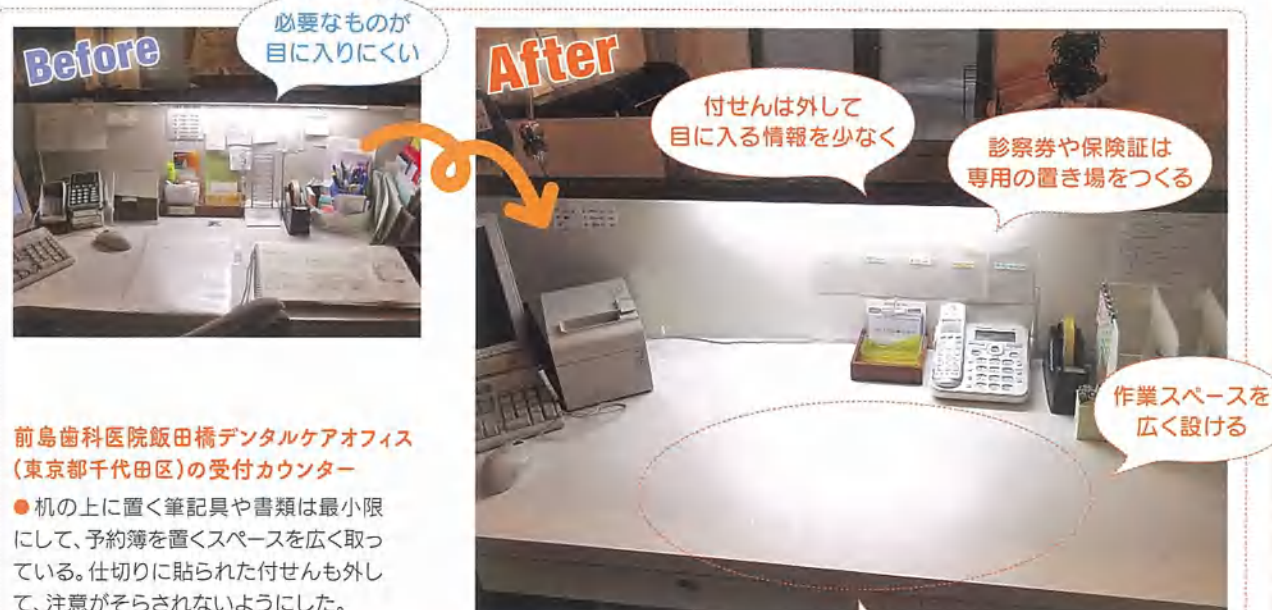 Before
必要なものが
目に入りにくい
After
付せんは外して
目に入る情報を少なく
診察券や保険証は
専用の置き場をつくる
作業スペースを
広く設ける
前島歯科医院飯田橋デンタルケアオフィス
(東京都千代田区)の受付カウンター
●机の上に置く筆記具や書類は最小限
にして、予約簿を置くスペースを広く取っ
ている。仕切りに貼られた付せんも外し
て、注意がそらされないようにした。